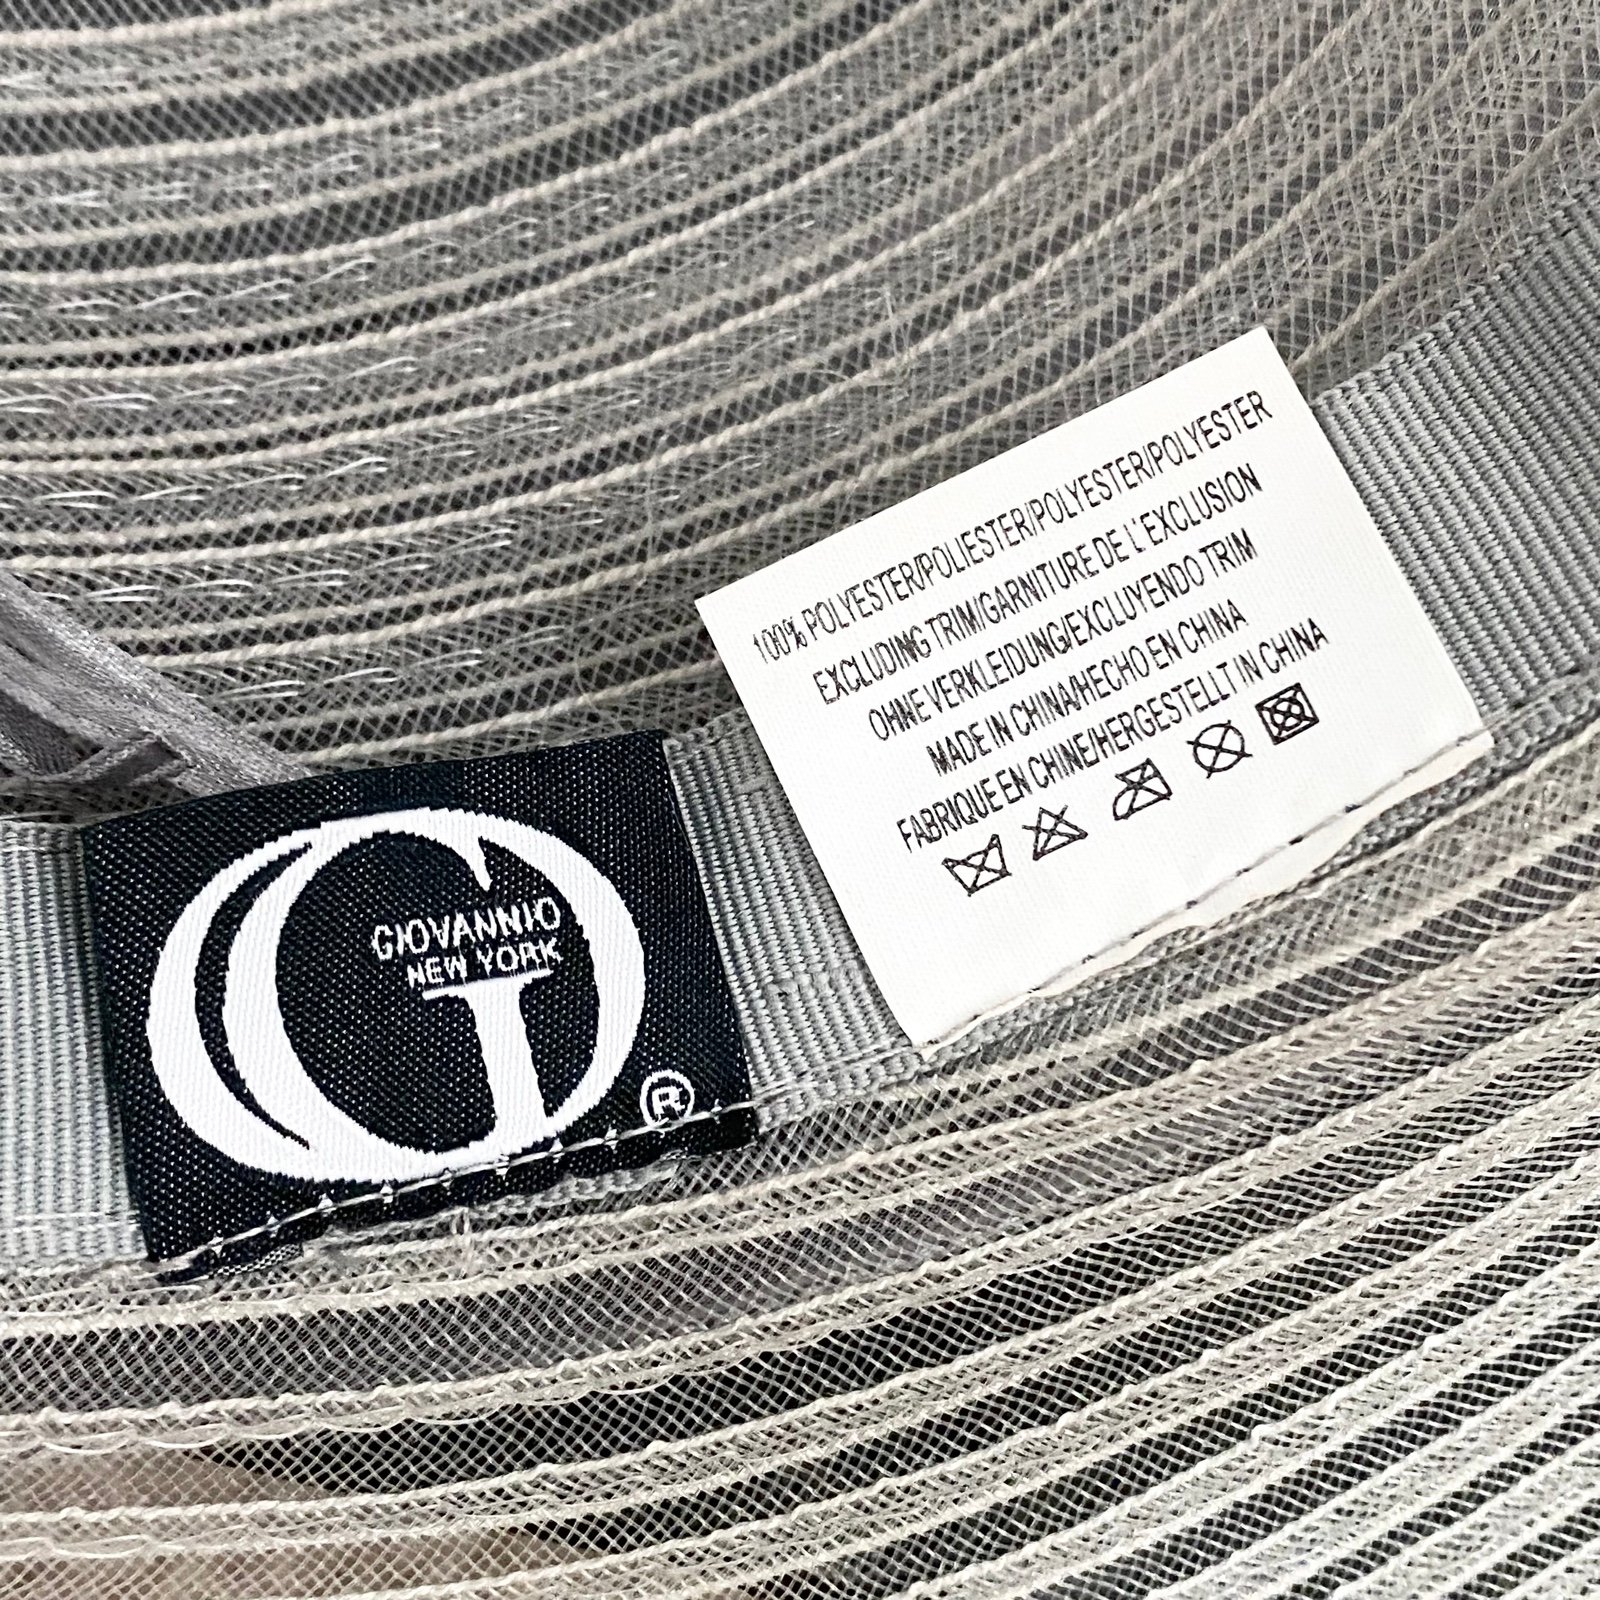 GIOVANNIO
NEW YORK
®
100% POLYESTER/POLIESTER/POLYESTER/POLYESTER
EXCLUDING TRIM/GARNITURE DE L'EXCLUSION
OHNE VERKLEIDUNG/EXCLUYENDO TRIM
MADE IN CHINA/HECHO EN CHINA
FABRIQUE EN CHINE/HERGESTELLT IN CHINA